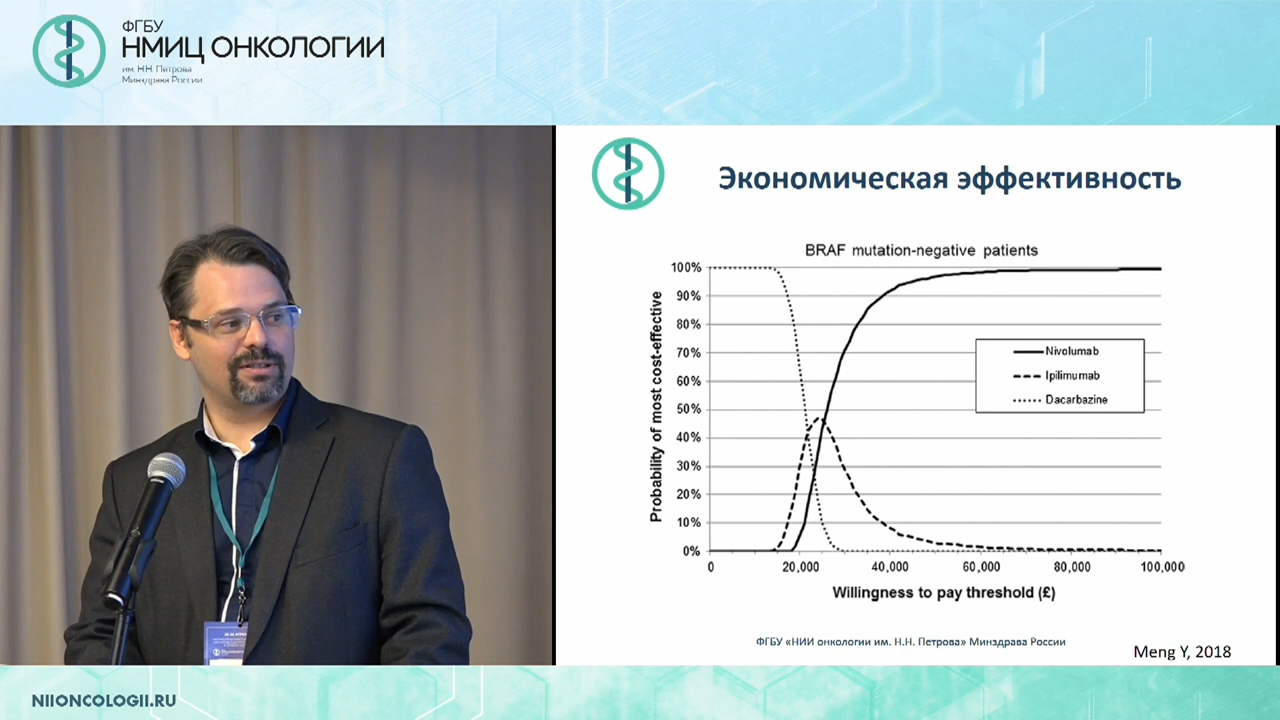 ФГБУ
НМИЦ ОНКОЛОГИИ
им. Н.Н. Петрова
Минздрава России
Экономическая эффективность
BRAF mutation-negative patients
100%
90%
80%
70%
60%
50%
40%
30%
20%
10%
0%
Probability of most cost-effective
Nivolumab
Ipilimumab
Dacarbazine
0 20,000 40,000 60,000 80,000 100,000
Willingness to pay threshold (£)
ФГБУ «НИИ онкологии им. Н.Н. Петрова» Минздрава России
Meng Y, 2018
NIIONCOLOGII.RU